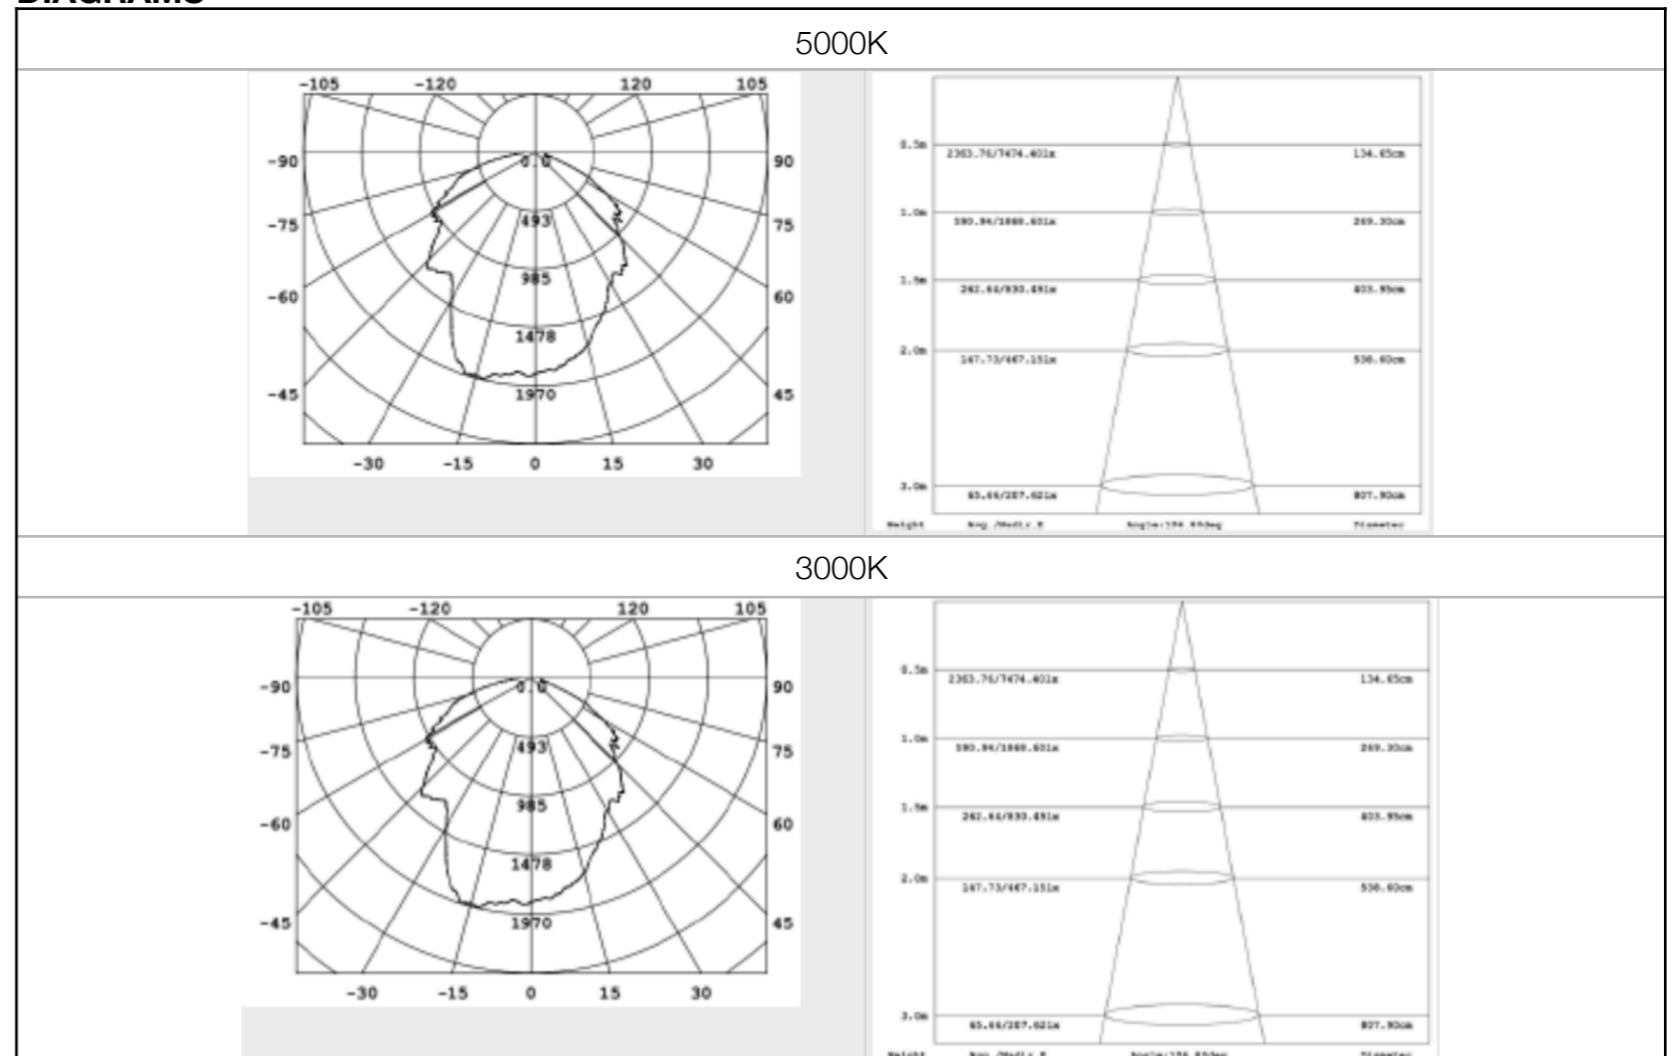 DIAGRAMS
5000K
-105 -120 120 105
-90 0.0 90
-75 493 75
-60 985 60
1478
-45 1970 45
-30 -15 0 15 30
0.5m 2363.76/7474.40lx 134.65cm
1.0m 590.94/1868.60lx 269.30cm
1.5m 262.64/830.49lx 403.95cm
2.0m 147.73/467.15lx 538.60cm
3.0m 65.66/207.62lx 807.90cm
Height Diameter
3000K
-105 -120 120 105
-90 0.0 90
-75 493 75
-60 985 60
1478
-45 1970 45
-30 -15 0 15 30
0.5m 2363.76/7474.40lx 134.65cm
1.0m 590.94/1868.60lx 269.30cm
1.5m 262.64/830.49lx 403.95cm
2.0m 147.73/467.15lx 538.60cm
3.0m 65.66/207.62lx 807.90cm